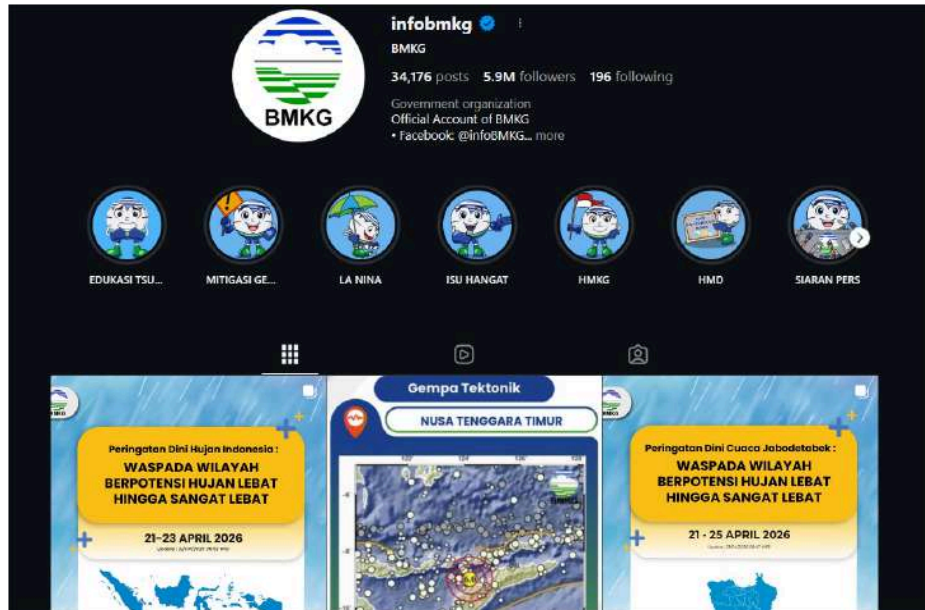 BMKG
infobmkg
BMKG
34,176 posts 5.9M followers 196 following
Government organization
Official Account of BMKG
• Facebook: @infoBMKG... more
EDUKASI TSU...
MITIGASI GE...
LA NINA
ISU HANGAT
HMKG
HMD
SIARAN PERS
Peringatan Dini Hujan Indonesia :
WASPADA WILAYAH
BERPOTENSI HUJAN LEBAT
HINGGA SANGAT LEBAT
21-23 APRIL 2026
Gempa Tektonik
NUSA TENGGARA TIMUR
BMKG
Peringatan Dini Cuaca Jabodetabek :
WASPADA WILAYAH
BERPOTENSI HUJAN LEBAT
HINGGA SANGAT LEBAT
21 - 25 APRIL 2026